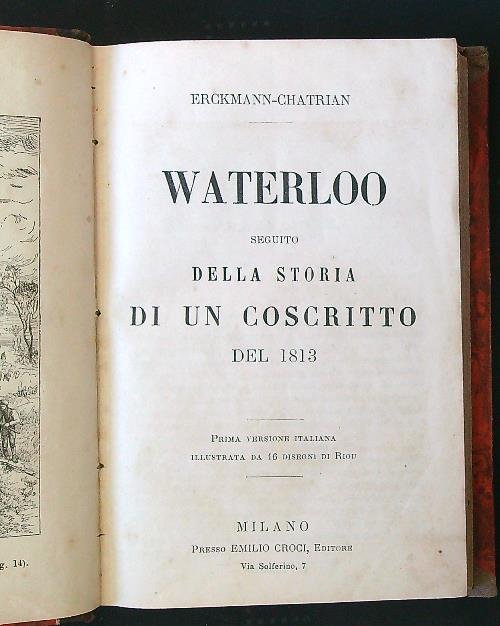 ERCKMANN-CHATRIAN
WATERLOO
SEGUITO
DELLA STORIA
DI UN COSCRITTO
DEL 1813
PRIMA VERSIONE ITALIANA
ILLUSTRATA DA 16 DISEGNI DI RIOU
MILANO
PRESSO EMILIO CROCI, EDITORE
Via Solferino, 7
g. 14).